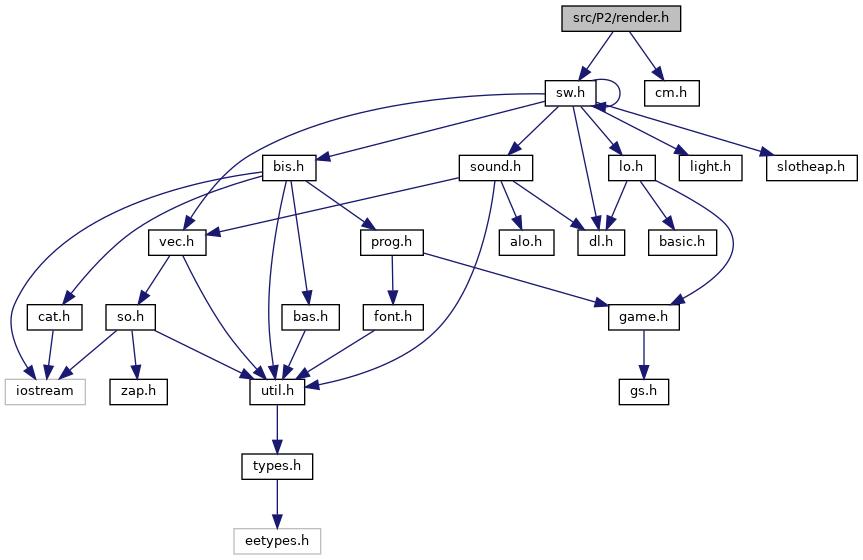 src/P2/render.h
sw.h
cm.h
bis.h
sound.h
lo.h
light.h
slotheap.h
vec.h
prog.h
alo.h
dl.h
basic.h
cat.h
so.h
bas.h
font.h
game.h
iostream
zap.h
util.h
gs.h
types.h
eetypes.h